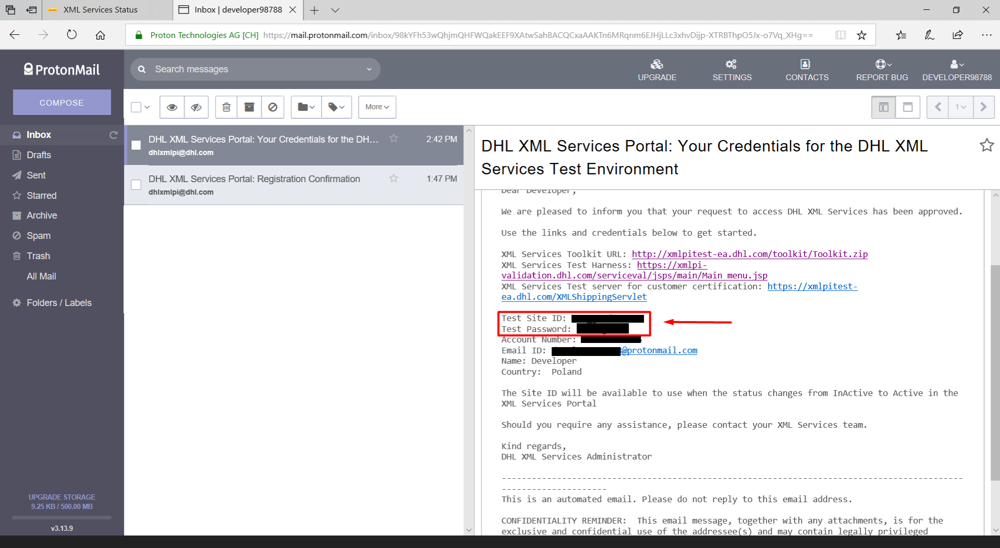 XML Services Status
Inbox | developer98788
Proton Technologies AG [CH] https://mail.protonmail.com/inbox/98kYFh53wQhjmQHFWQakEEF9XAtwSahBACQCxaAAKTn6MRqnm6EJHjLLc3xhvDijp-XTRBThpO5Jx-o7Vq_XHg==
ProtonMail
Search messages
UPGRADE
SETTINGS
CONTACTS
REPORT BUG
DEVELOPER98788
COMPOSE
More
1
Inbox
Drafts
Sent
Starred
Archive
Spam
Trash
All Mail
Folders / Labels
UPGRADE STORAGE
9.25 KB / 500.00 MB
v3.13.9
DHL XML Services Portal: Your Credentials for the DH... 2:42 PM
dhlxmlpi@dhl.com
DHL XML Services Portal: Registration Confirmation 1:47 PM
dhlxmlpi@dhl.com
DHL XML Services Portal: Your Credentials for the DHL XML
Services Test Environment
Dear Developer,
We are pleased to inform you that your request to access DHL XML Services has been approved.
Use the links and credentials below to get started.
XML Services Toolkit URL: http://xmlpitest-ea.dhl.com/toolkit/Toolkit.zip
XML Services Test Harness: https://xmlpi-
validation.dhl.com/serviceval/jsps/main/Main_menu.jsp
XML Services Test server for customer certification: https://xmlpitest-
ea.dhl.com/XMLShippingServlet
Test Site ID:
Test Password:
Account Number:
Email ID: @protonmail.com
Name: Developer
Country: Poland
The Site ID will be available to use when the status changes from InActive to Active in the
XML Services Portal
Should you require any assistance, please contact your XML Services team.
Kind regards,
DHL XML Services Administrator
--------------------------------------------------------------------------------------------
---------------------
This is an automated email. Please do not reply to this email address.
CONFIDENTIALITY REMINDER: This email message, together with any attachments, is for the
exclusive and confidential use of the addressee(s) and may contain legally privileged